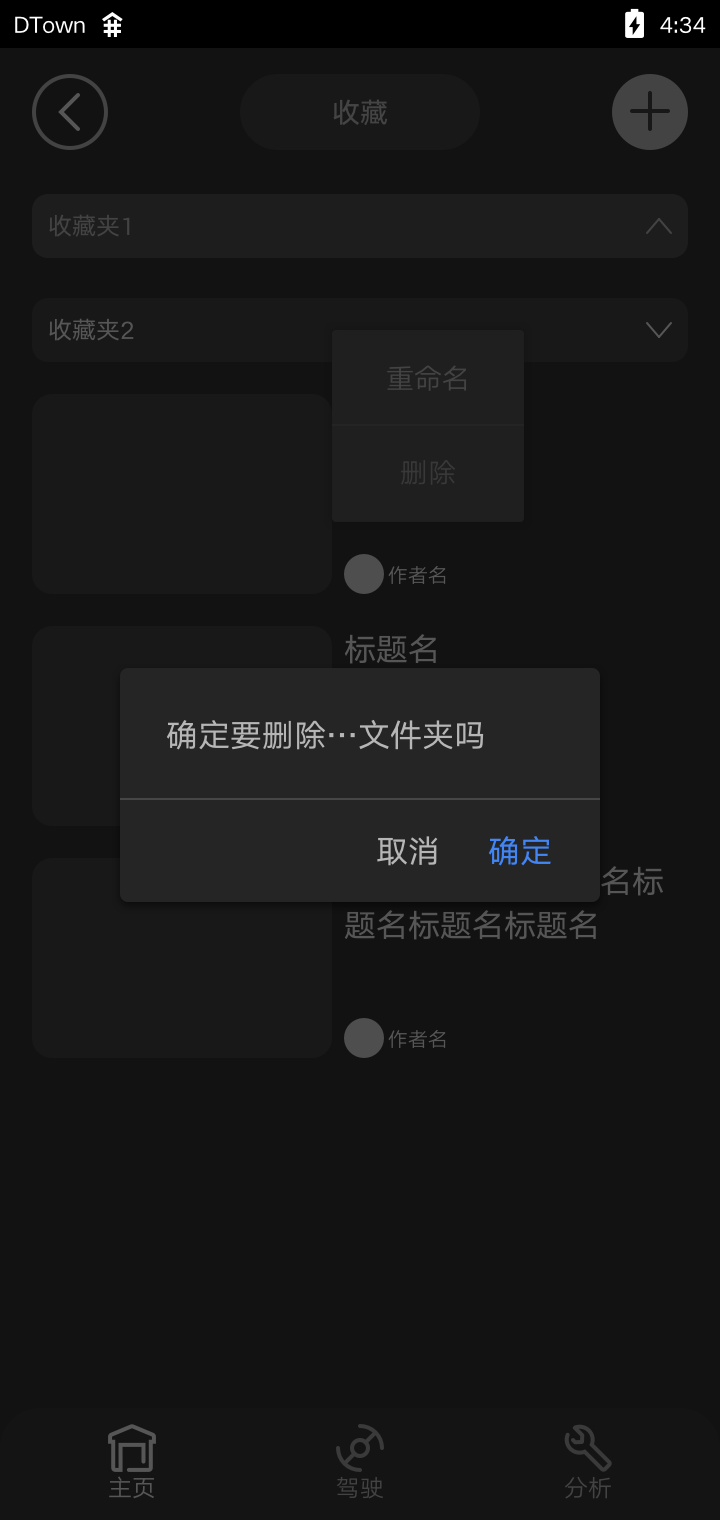 DTown
4:34
收藏
收藏夹1
收藏夹2
重命名
删除
作者名
标题名
确定要删除…文件夹吗
取消 确定
名标
题名标题名标题名
作者名
主页 驾驶 分析